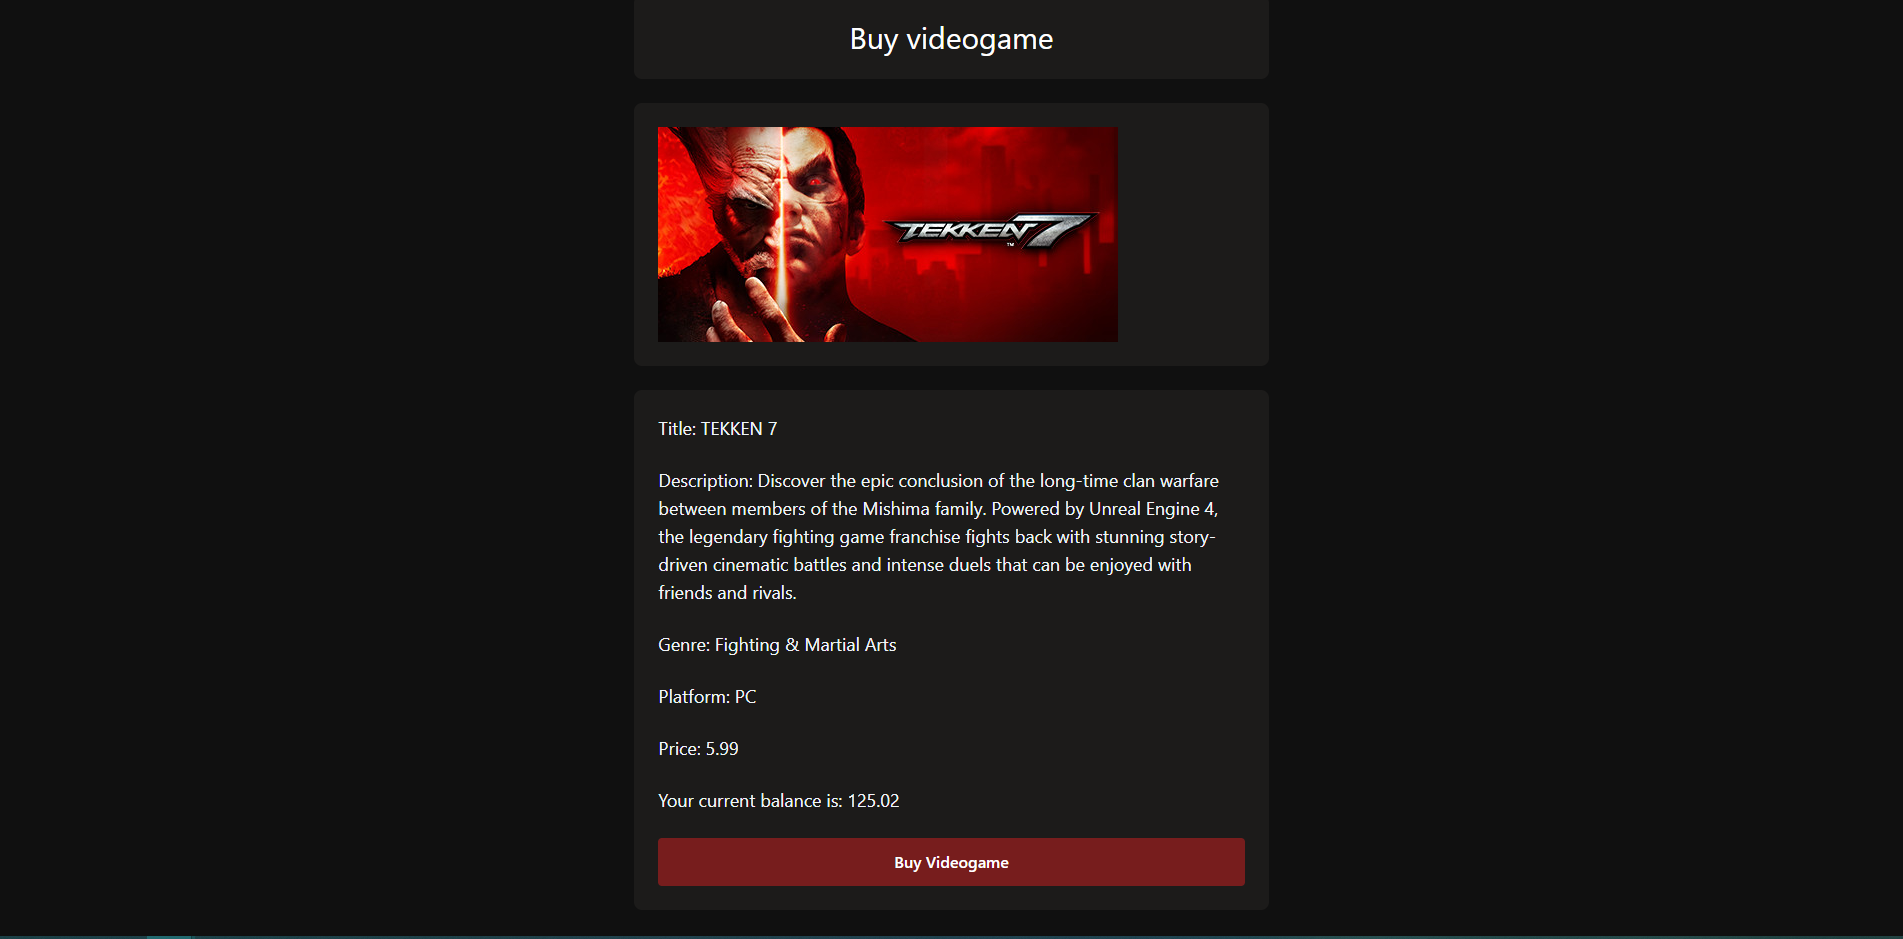 Buy videogame
TEKKEN 7
™
Title: TEKKEN 7
Description: Discover the epic conclusion of the long-time clan warfare
between members of the Mishima family. Powered by Unreal Engine 4,
the legendary fighting game franchise fights back with stunning story-
driven cinematic battles and intense duels that can be enjoyed with
friends and rivals.
Genre: Fighting & Martial Arts
Platform: PC
Price: 5.99
Your current balance is: 125.02
Buy Videogame